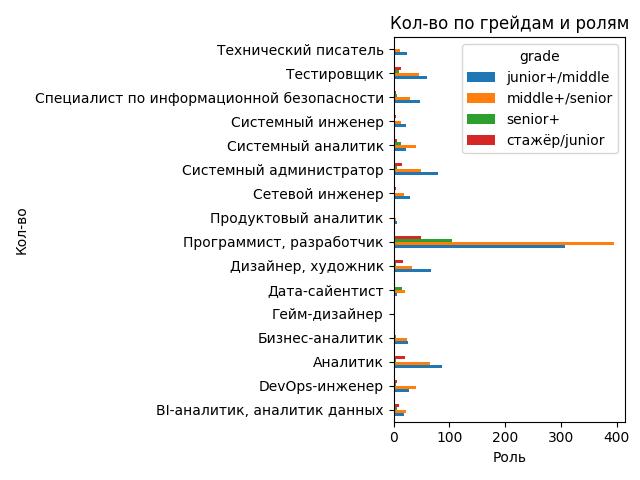 Кол-во по грейдам и ролям
grade
junior+/middle
middle+/senior
senior+
стажёр/junior
Кол-во
Технический писатель
Тестировщик
Специалист по информационной безопасности
Системный инженер
Системный аналитик
Системный администратор
Сетевой инженер
Продуктовый аналитик
Программист, разработчик
Дизайнер, художник
Дата-сайентист
Гейм-дизайнер
Бизнес-аналитик
Аналитик
DevOps-инженер
BI-аналитик, аналитик данных
0 100 200 300 400
Роль